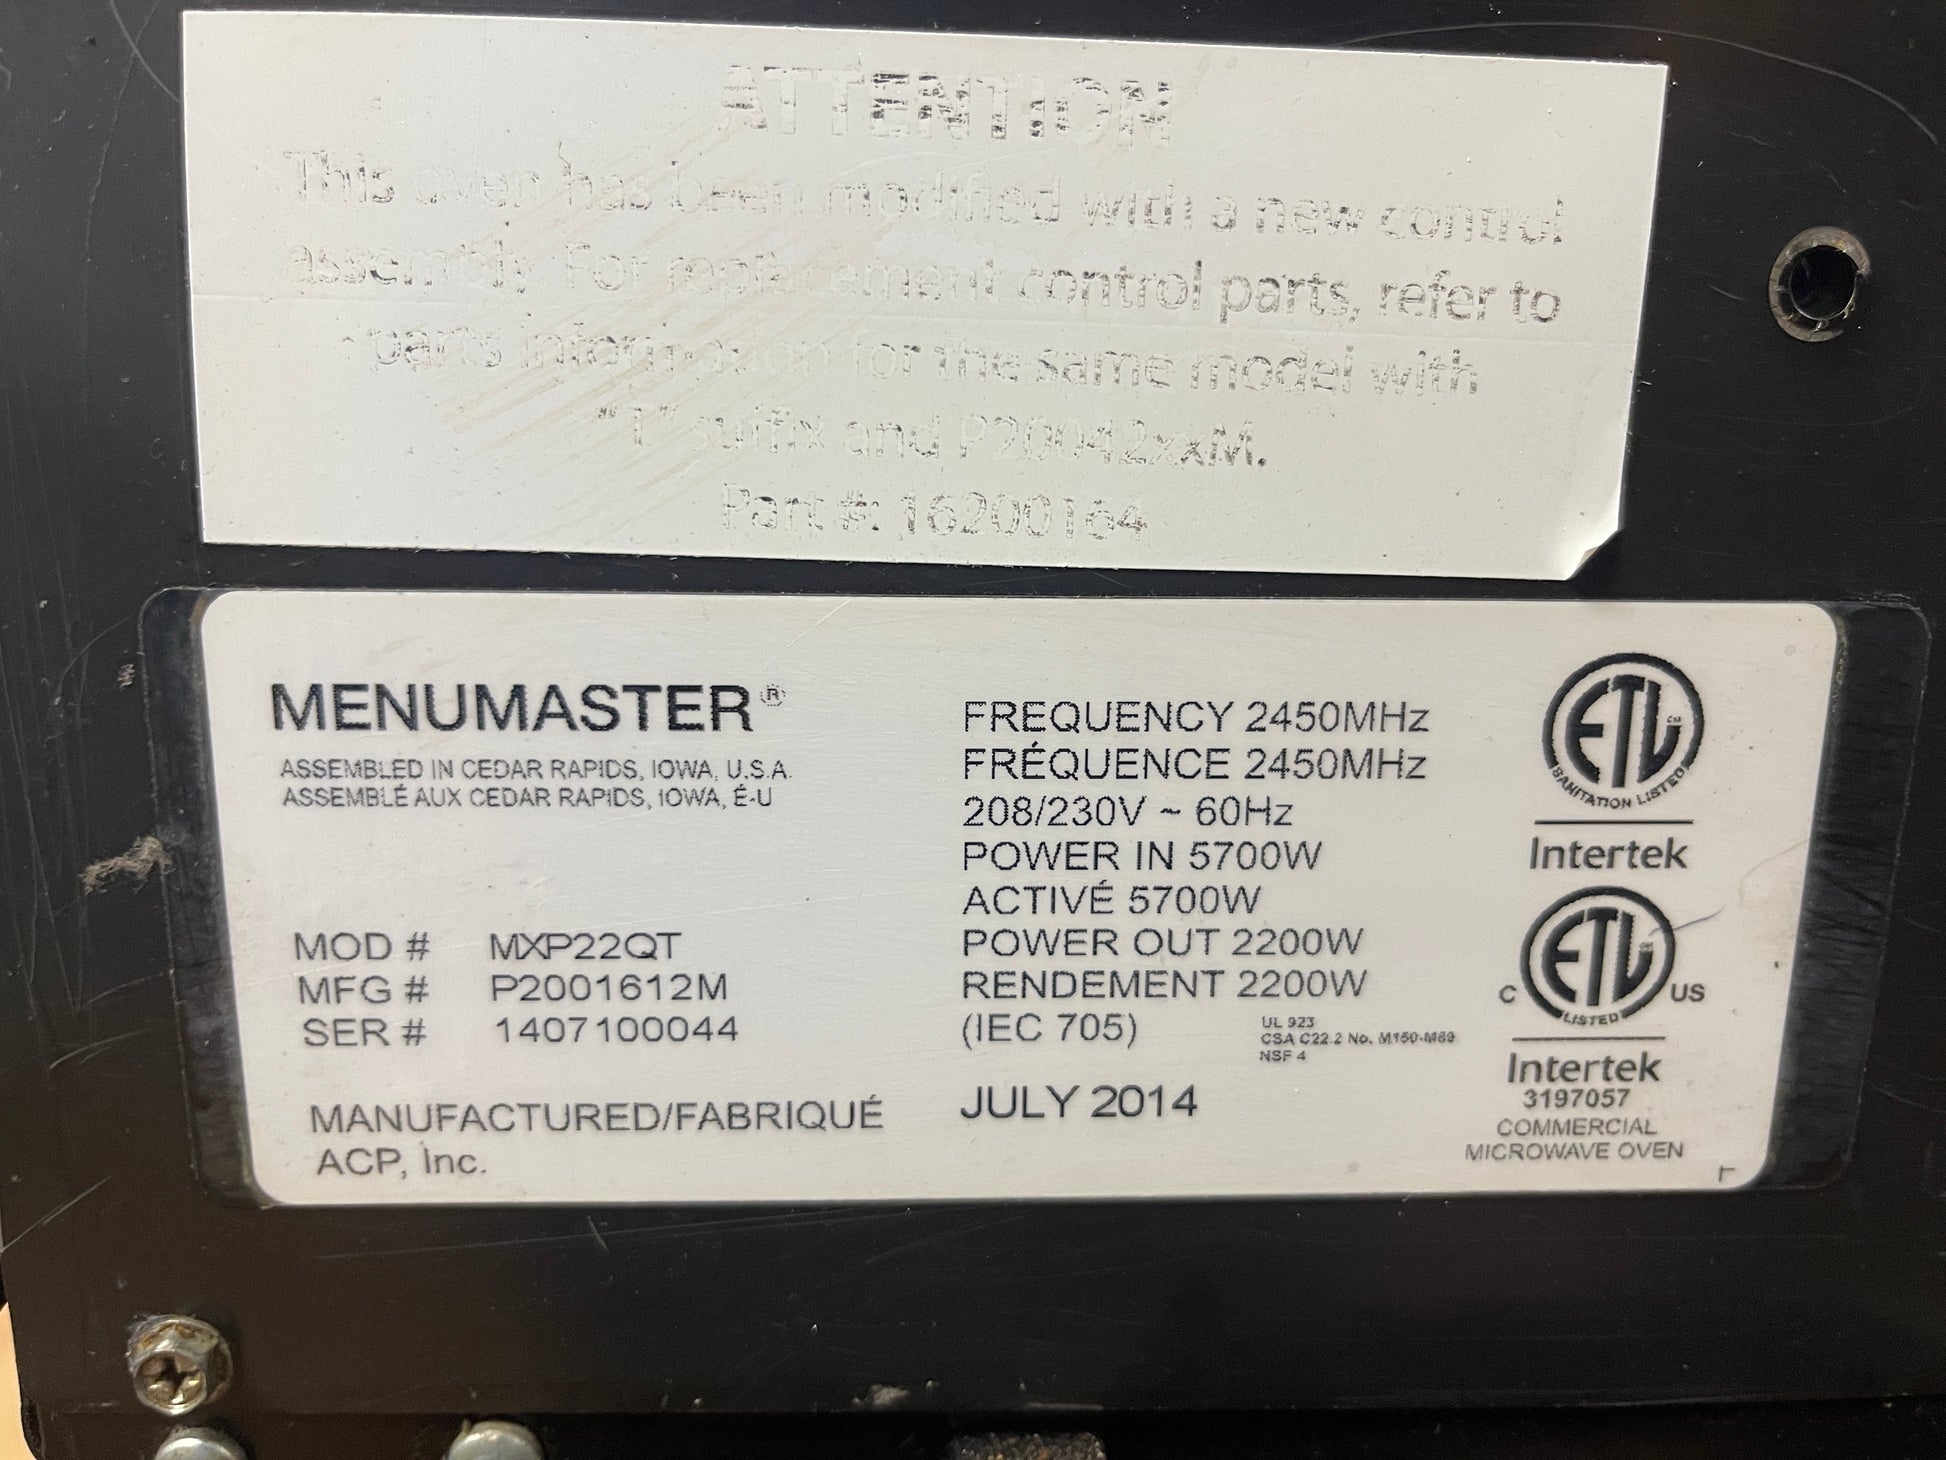 ATTENTION
This oven has been modified with a new control
assembly. For replacement control parts, refer to
parts information for the same model with
"T" suffix and P20042xxM.
Part #: 16200164
MENUMASTER®
ASSEMBLED IN CEDAR RAPIDS, IOWA, U.S.A.
ASSEMBLÉ AUX CEDAR RAPIDS, IOWA, É-U
MOD # MXP22QT
MFG # P2001612M
SER # 1407100044
MANUFACTURED/FABRIQUÉ
ACP, Inc.
FREQUENCY 2450MHz
FRÉQUENCE 2450MHz
208/230V ~ 60Hz
POWER IN 5700W
ACTIVÉ 5700W
POWER OUT 2200W
RENDEMENT 2200W
(IEC 705)
UL 923
CSA C22.2 No. M150-M89
NSF 4
JULY 2014
ETL CM
SANITATION LISTED
Intertek
C ETL CM US
LISTED
Intertek
3197057
COMMERCIAL
MICROWAVE OVEN